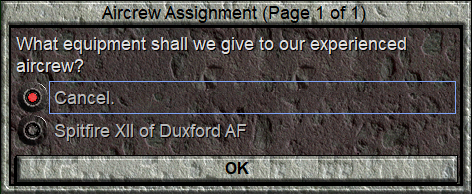 Aircrew Assignment (Page 1 of 1)
What equipment shall we give to our experienced
aircrew?
Cancel.
Spitfire XII of Duxford AF
OK